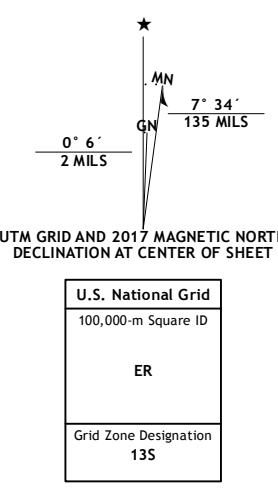 MN
GN
7° 34´
135 MILS
0° 6´
2 MILS
UTM GRID AND 2017 MAGNETIC NORT
DECLINATION AT CENTER OF SHEET
U.S. National Grid
100,000-m Square ID
ER
Grid Zone Designation
13S